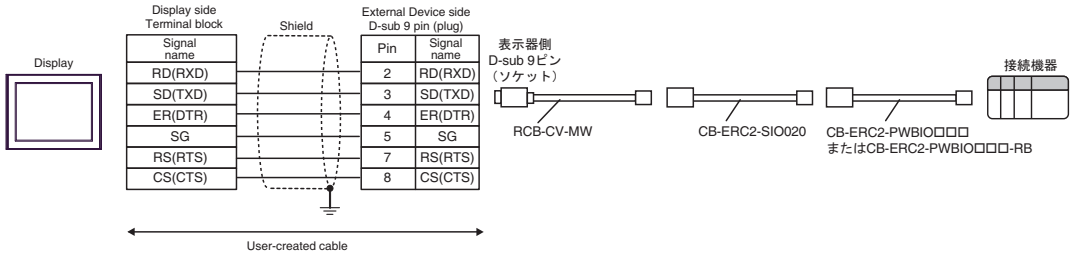 Display side
Terminal block
Shield
External Device side
D-sub 9 pin (plug)
Signal
name
Pin
Signal
name
表示器側
D-sub 9ピン
（ソケット）
接続機器
Display
RD(RXD)
2
RD(RXD)
SD(TXD)
3
SD(TXD)
ER(DTR)
4
ER(DTR)
SG
5
SG
RS(RTS)
7
RS(RTS)
CS(CTS)
8
CS(CTS)
RCB-CV-MW
CB-ERC2-SIO020
CB-ERC2-PWBIO□□□
またはCB-ERC2-PWBIO□□□-RB
User-created cable